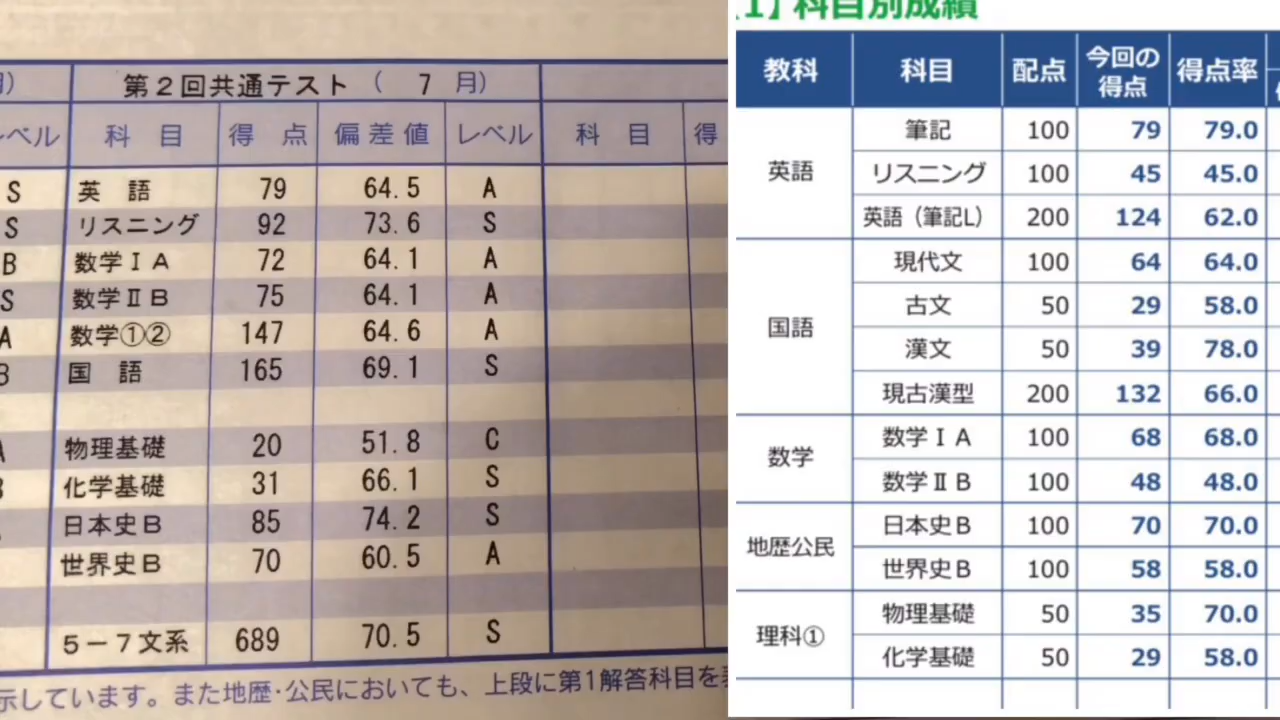 月)
第2回共通テスト ( 7 月)
レベル 科 目 得 点 偏差値 レベル 科 目 得
S 英 語 79 64.5 A
S リスニング 92 73.6 S
B 数学ⅠA 72 64.1 A
S 数学ⅡB 75 64.1 A
A 数学①② 147 64.6 A
B 国 語 165 69.1 S
A 物理基礎 20 51.8 C
化学基礎 31 66.1 S
日本史B 85 74.2 S
世界史B 70 60.5 A
5-7文系 689 70.5 S
示しています。また地歴・公民においても、上段に第1解答科目を
【1】科目別成績
教科 科目 配点 今回の得点 得点率
英語
筆記 100 79 79.0
リスニング 100 45 45.0
英語(筆記L) 200 124 62.0
国語
現代文 100 64 64.0
古文 50 29 58.0
漢文 50 39 78.0
現古漢型 200 132 66.0
数学
数学ⅠA 100 68 68.0
数学ⅡB 100 48 48.0
地歴公民
日本史B 100 70 70.0
世界史B 100 58 58.0
理科①
物理基礎 50 35 70.0
化学基礎 50 29 58.0